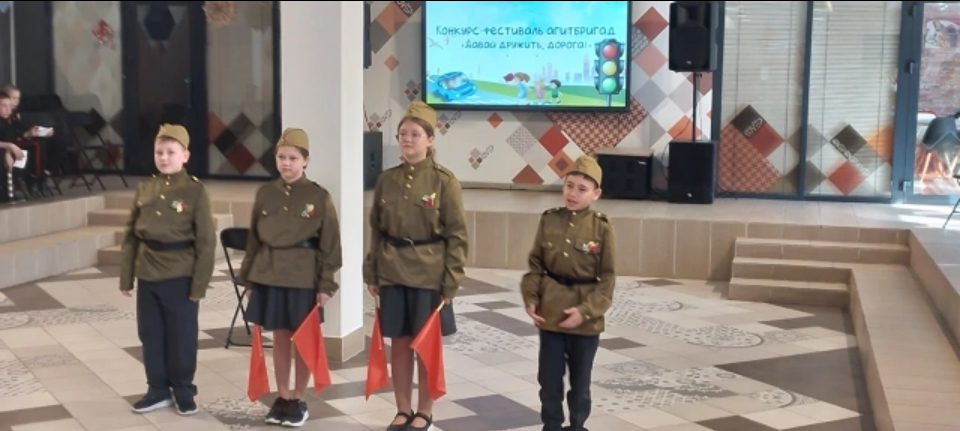 Конкурс-фестиваль агитбригад
«Давай дружить, дорога!»